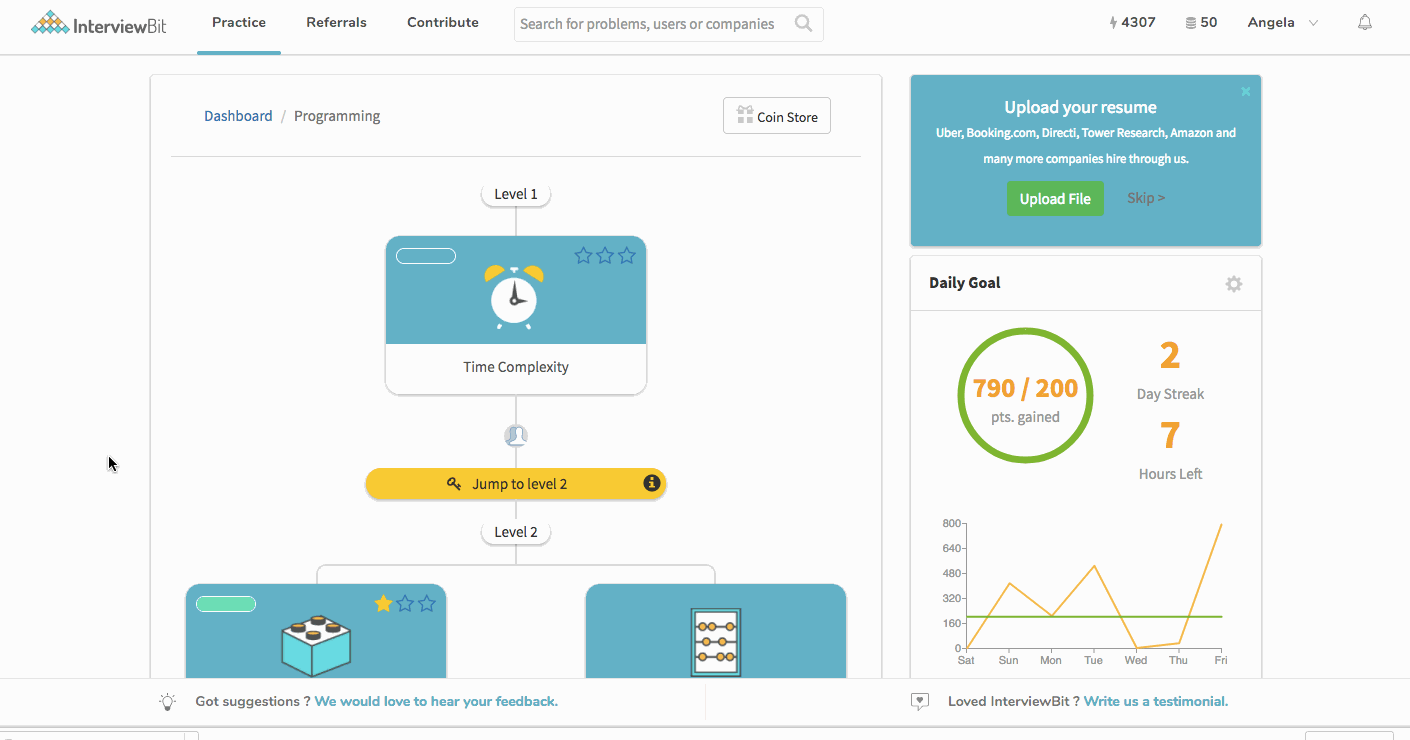 InterviewBit
Practice
Referrals
Contribute
Search for problems, users or companies
4307
50
Angela
Dashboard / Programming
Coin Store
Level 1
Time Complexity
Jump to level 2
Level 2
Upload your resume
Uber, Booking.com, Directi, Tower Research, Amazon and
many more companies hire through us.
Upload File
Skip >
Daily Goal
790 / 200
pts. gained
2
Day Streak
7
Hours Left
800
640
480
320
160
0
Sat Sun Mon Tue Wed Thu Fri
Got suggestions ? We would love to hear your feedback.
Loved InterviewBit ? Write us a testimonial.